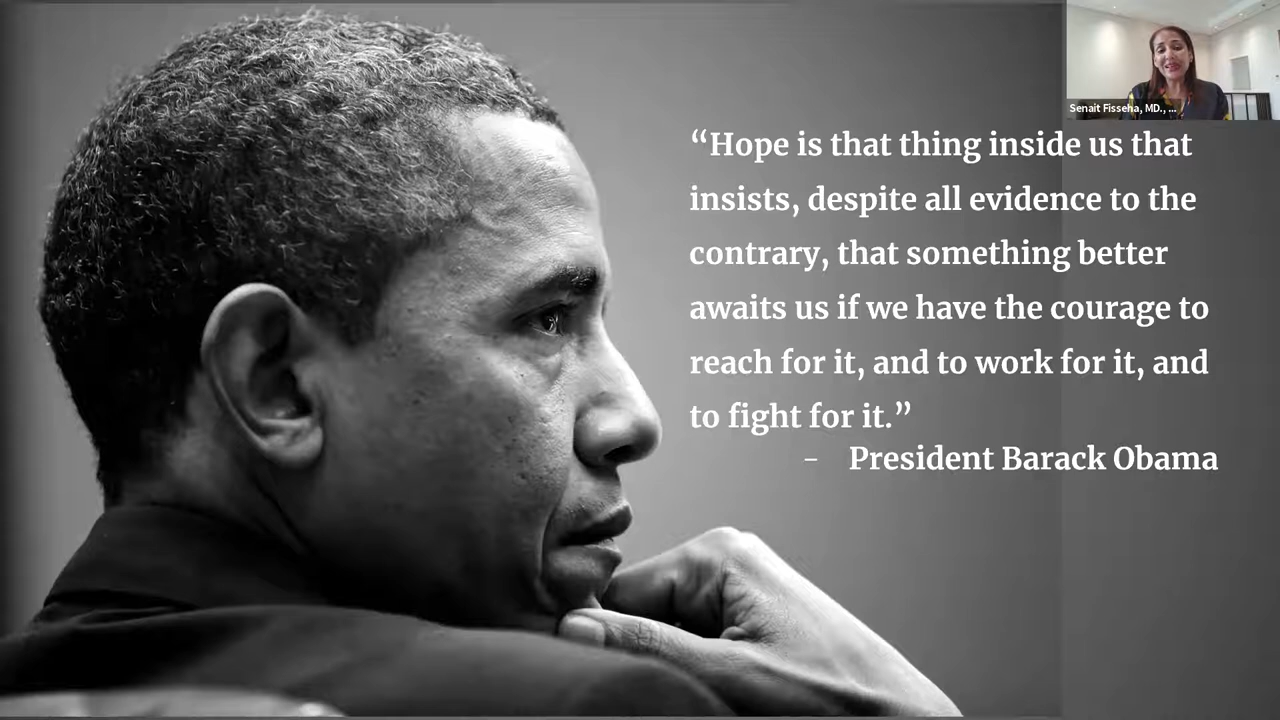 Senait Fisseha, MD., ...
“Hope is that thing inside us that
insists, despite all evidence to the
contrary, that something better
awaits us if we have the courage to
reach for it, and to work for it, and
to fight for it.”
- President Barack Obama